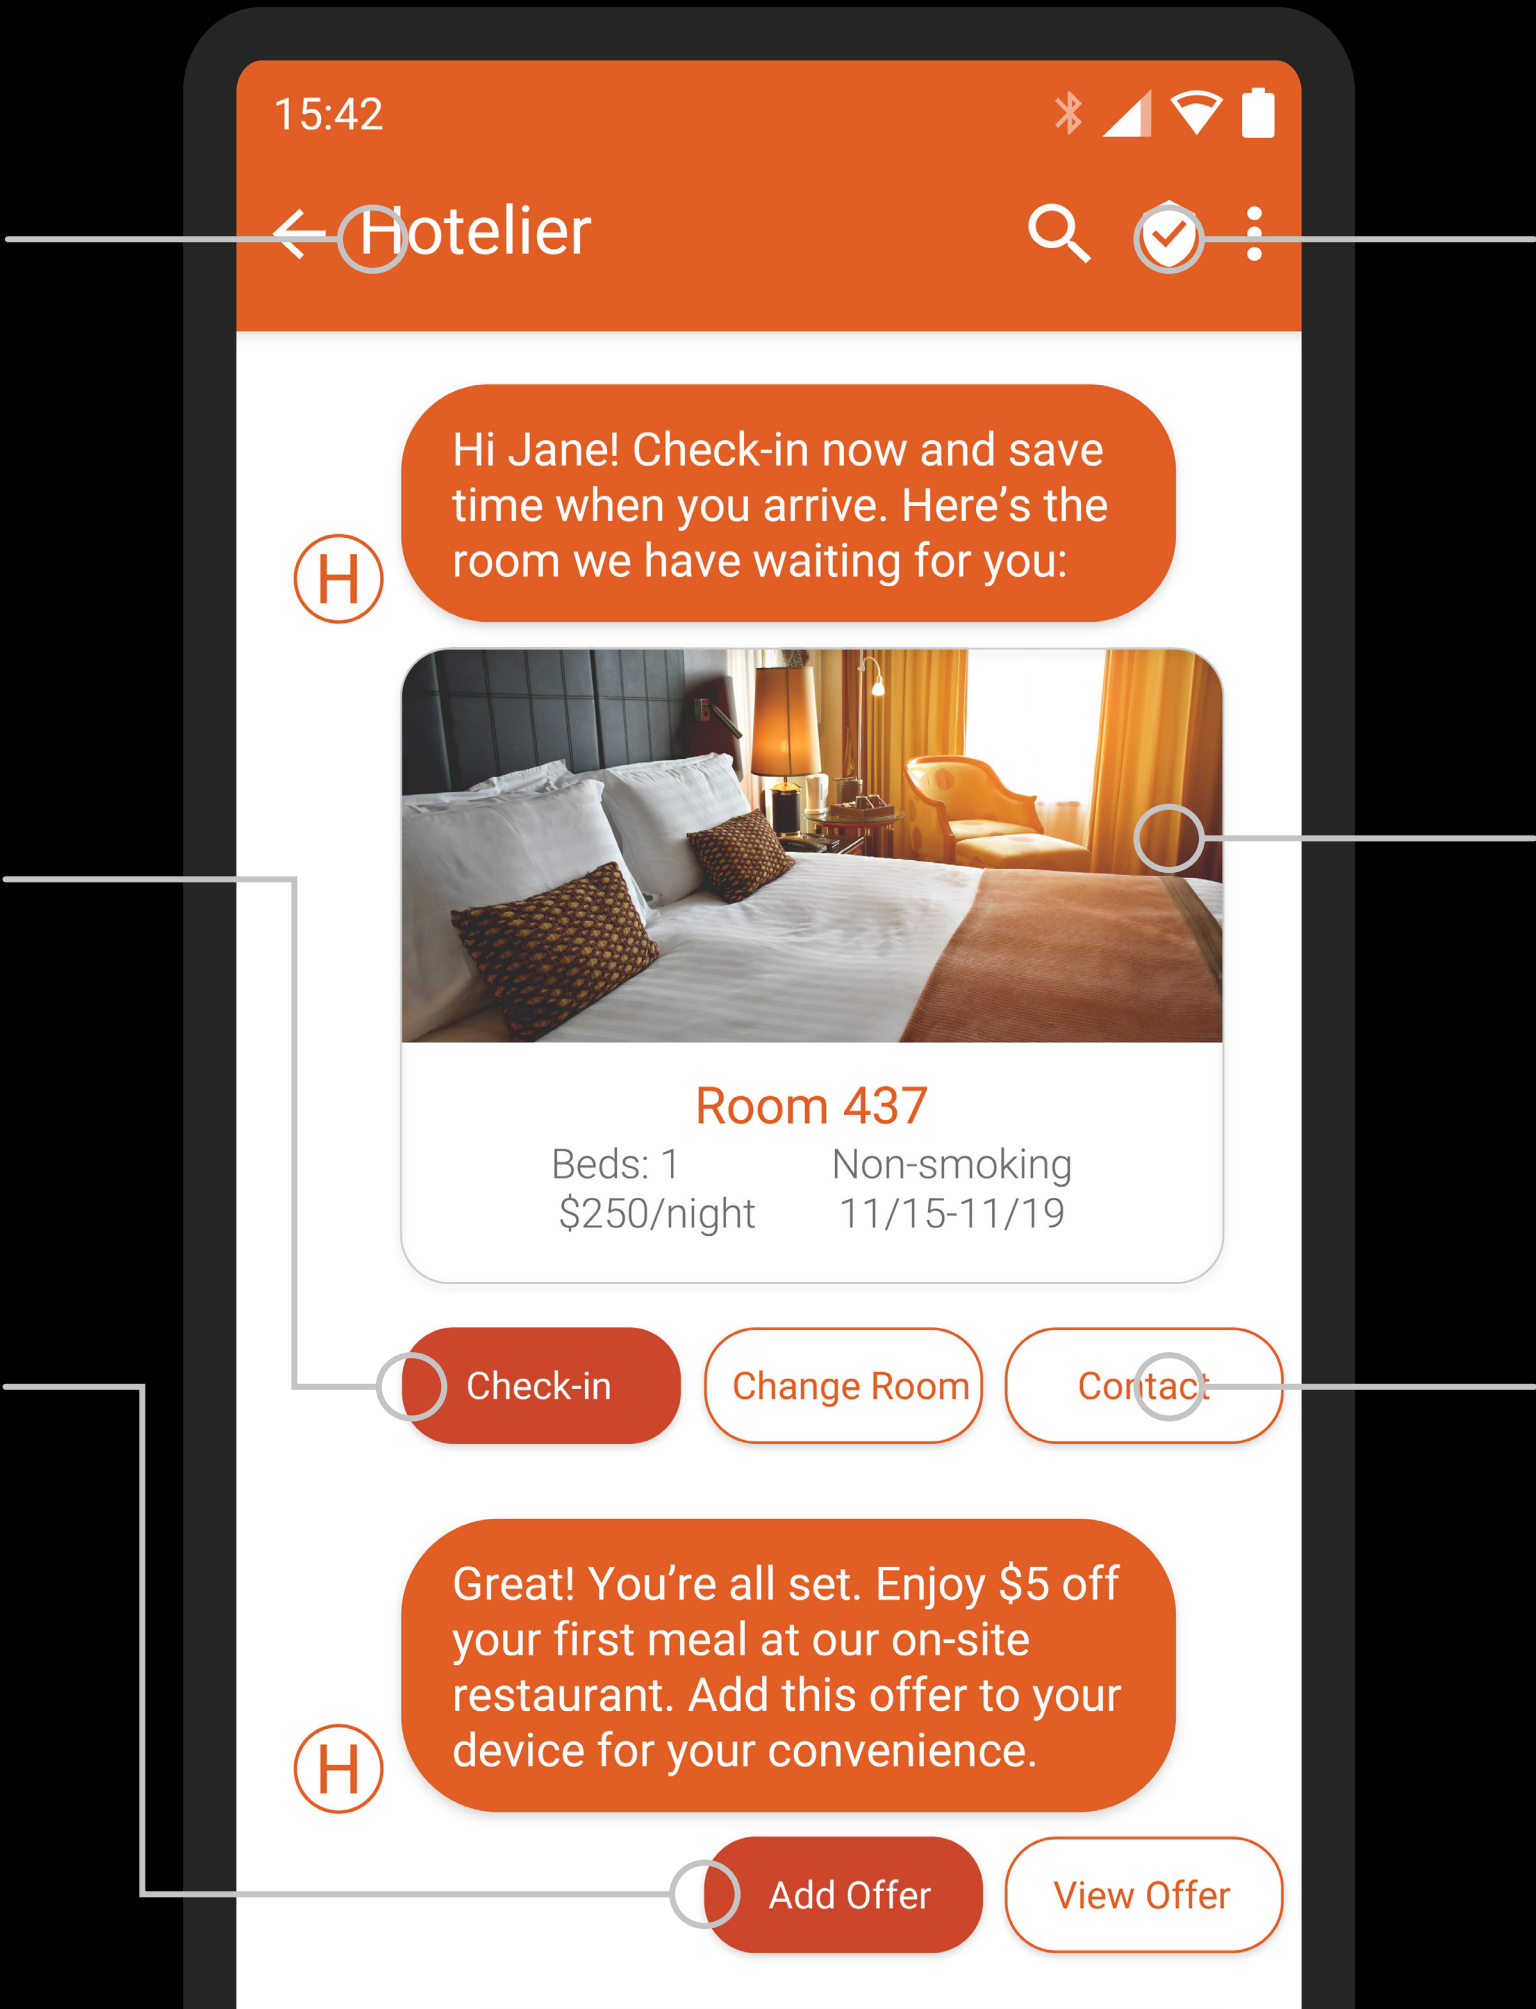 15:42
Hotelier
Hi Jane! Check-in now and save
time when you arrive. Here’s the
room we have waiting for you:
H
Room 437
Beds: 1 Non-smoking
$250/night 11/15-11/19
Check-in Change Room Contact
Great! You’re all set. Enjoy $5 off
your first meal at our on-site
restaurant. Add this offer to your
device for your convenience.
H
Add Offer View Offer